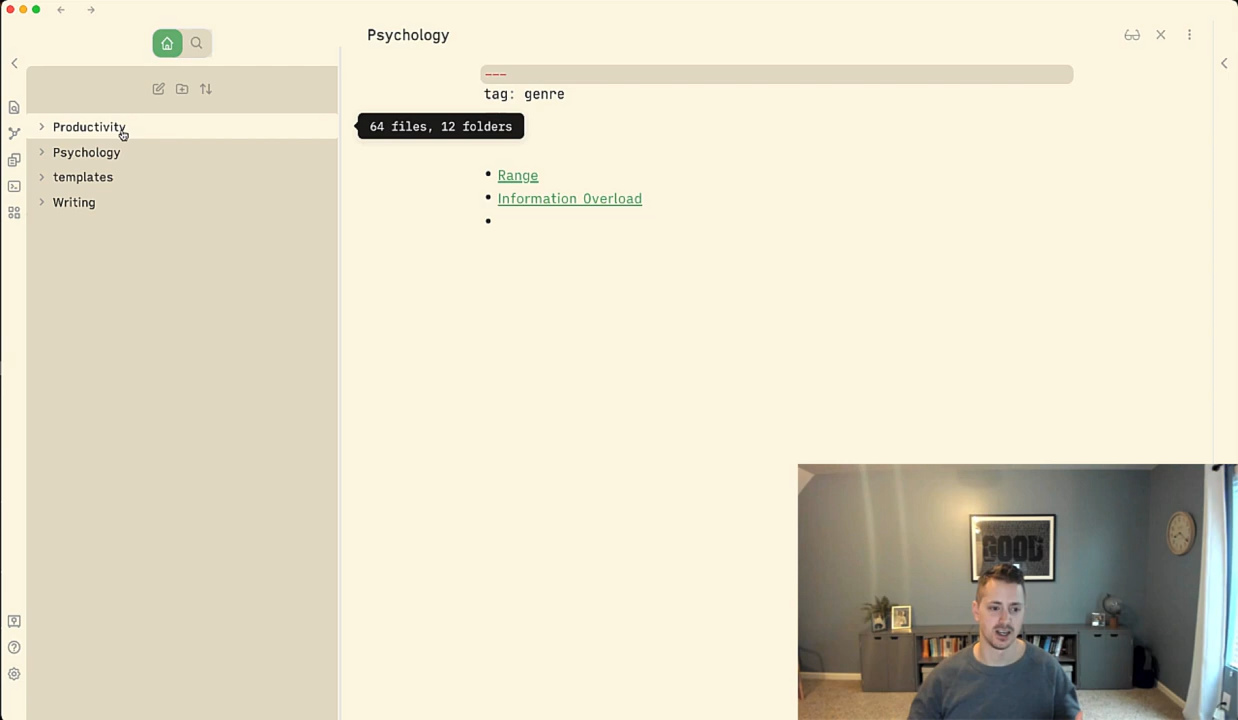 Psychology
---
tag: genre
Productivity
64 files, 12 folders
Psychology
templates
Writing
Range
Information Overload
GOOD